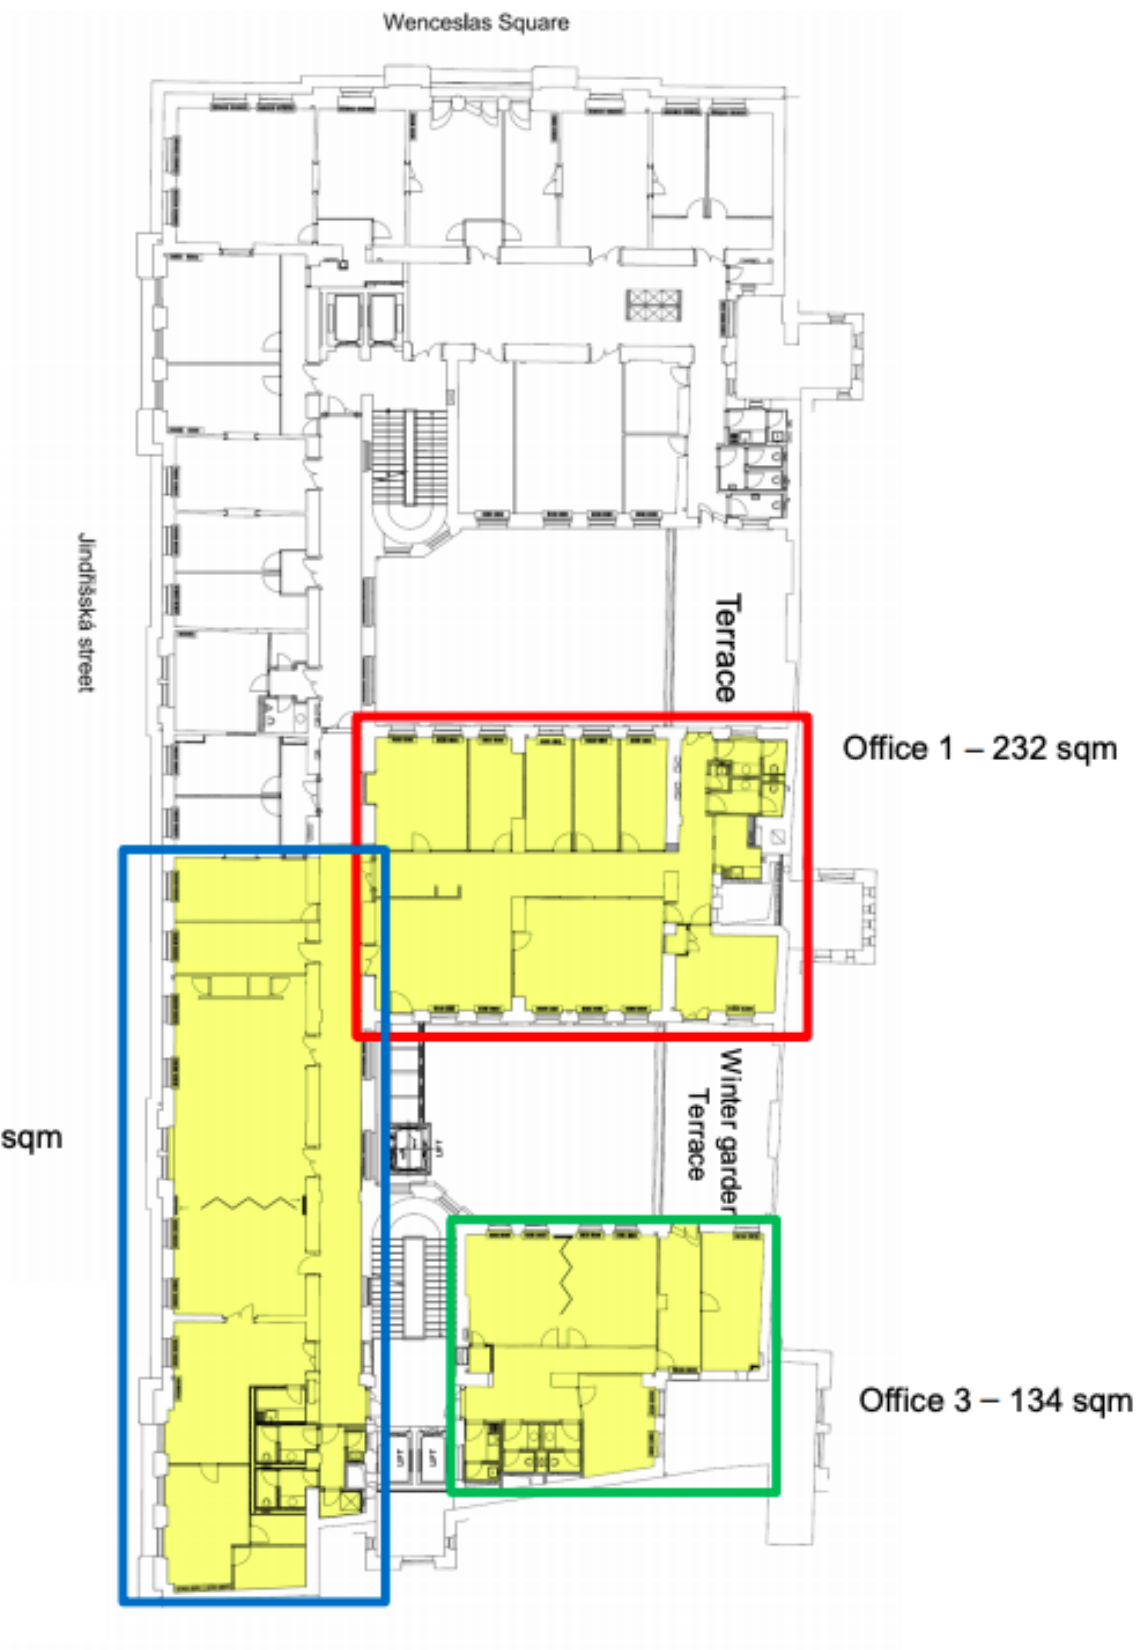 Wenceslas Square
Jindřišská street
Terrace
Office 1 – 232 sqm
sqm
Winter garden
Terrace
LIFT
Office 3 – 134 sqm
LIFT
LIFT